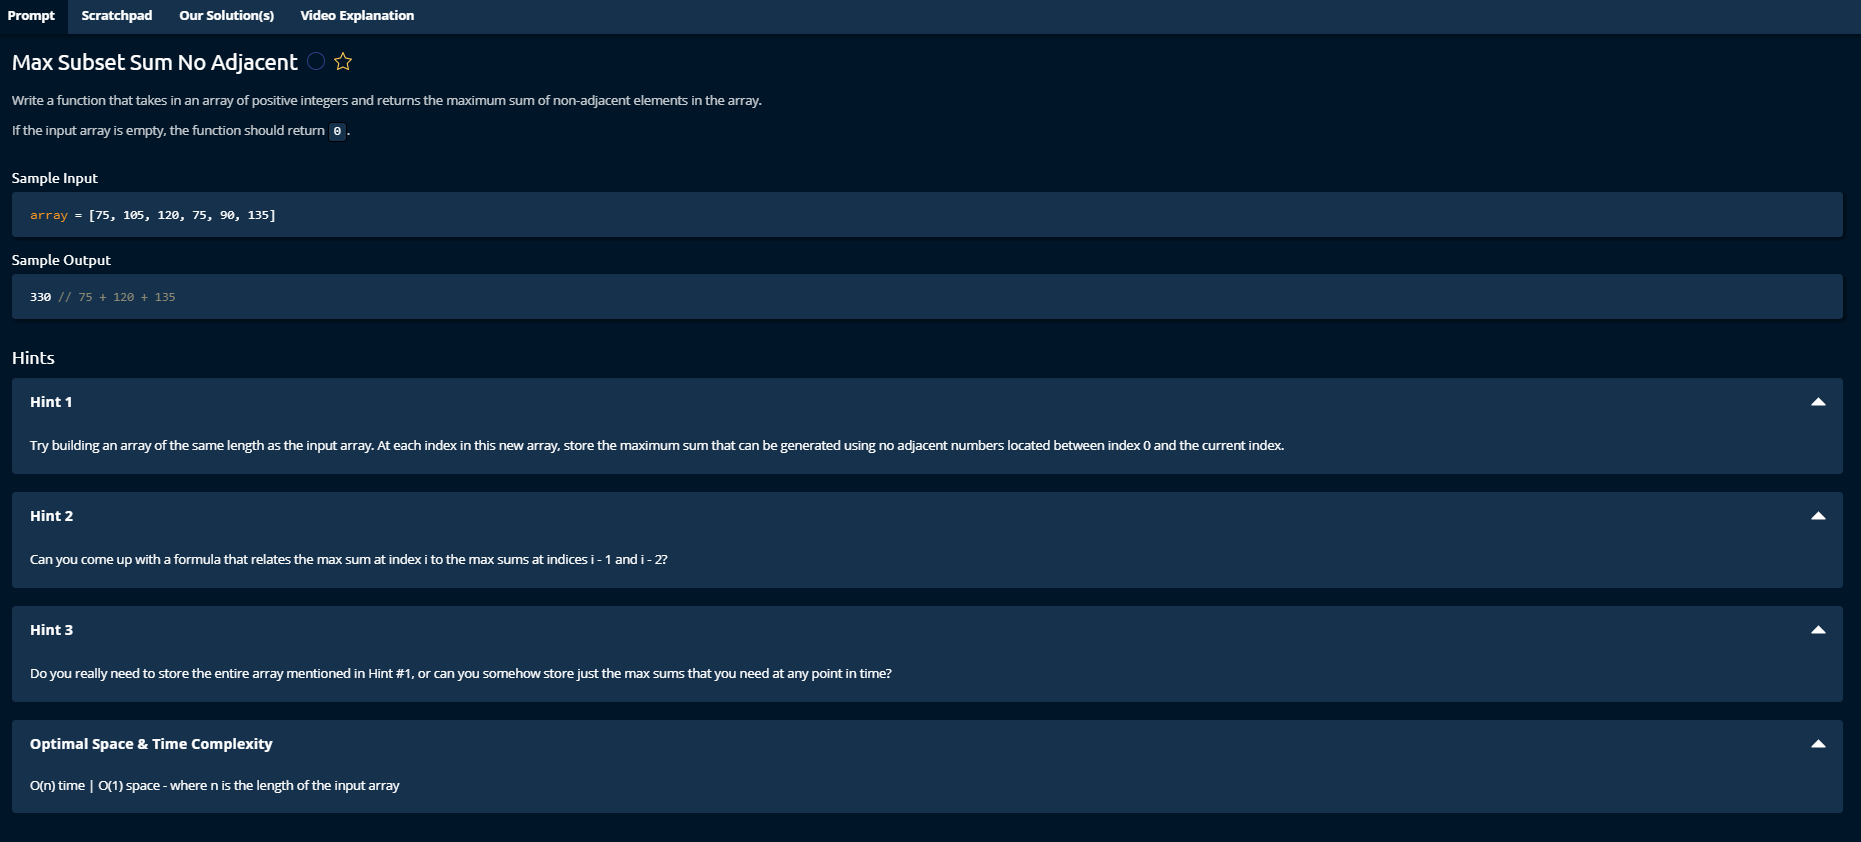 Prompt Scratchpad Our Solution(s) Video Explanation
Max Subset Sum No Adjacent
Write a function that takes in an array of positive integers and returns the maximum sum of non-adjacent elements in the array.
If the input array is empty, the function should return 0.
Sample Input
array = [75, 105, 120, 75, 90, 135]
Sample Output
330 // 75 + 120 + 135
Hints
Hint 1
Try building an array of the same length as the input array. At each index in this new array, store the maximum sum that can be generated using no adjacent numbers located between index 0 and the current index.
Hint 2
Can you come up with a formula that relates the max sum at index i to the max sums at indices i - 1 and i - 2?
Hint 3
Do you really need to store the entire array mentioned in Hint #1, or can you somehow store just the max sums that you need at any point in time?
Optimal Space & Time Complexity
O(n) time | O(1) space - where n is the length of the input array